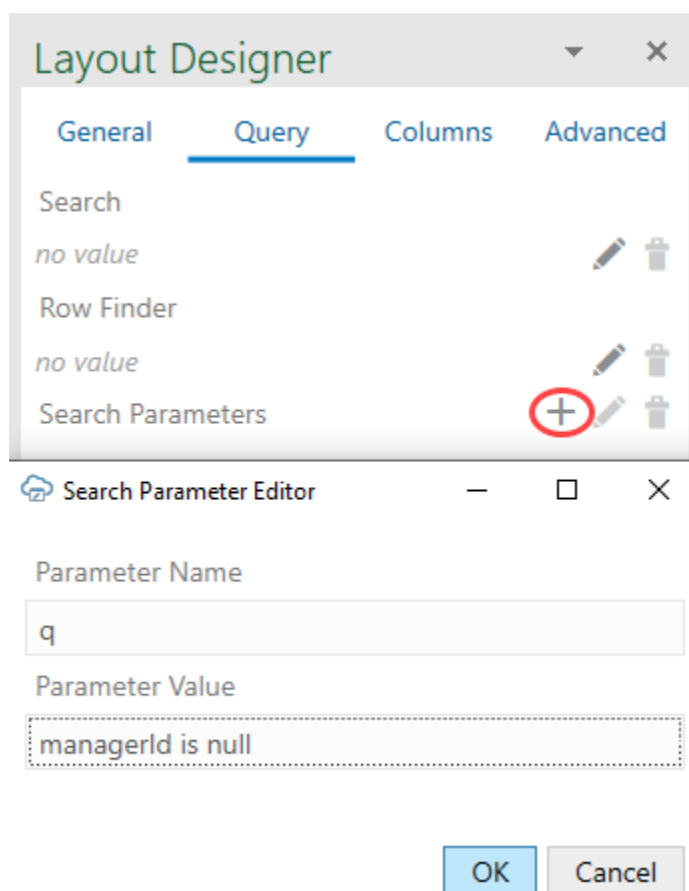 Layout Designer
General Query Columns Advanced
Search
no value
Row Finder
no value
Search Parameters
Search Parameter Editor
Parameter Name
q
Parameter Value
managerId is null
OK Cancel